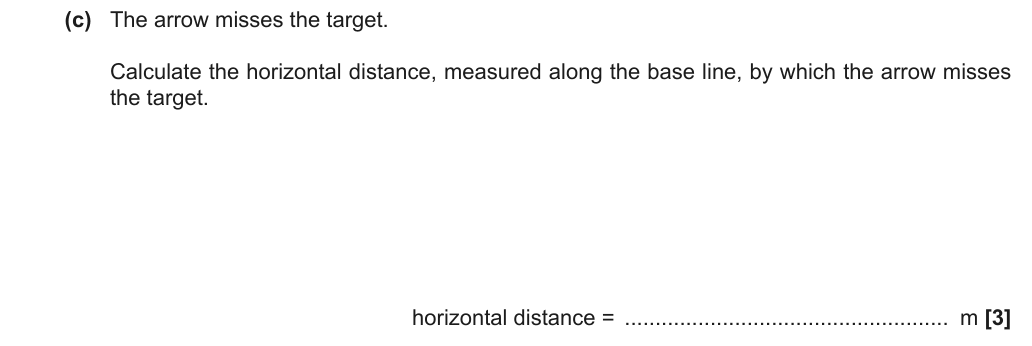 (c) The arrow misses the target.
Calculate the horizontal distance, measured along the base line, by which the arrow misses
the target.
horizontal distance = ..................................................... m [3]